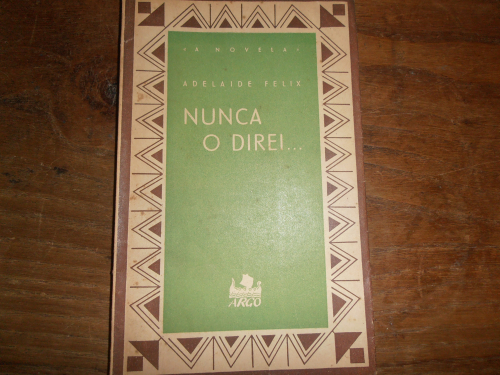 ·A NOVELA·
ADELAIDE FELIX
NUNCA
O DIREI...
ARGO